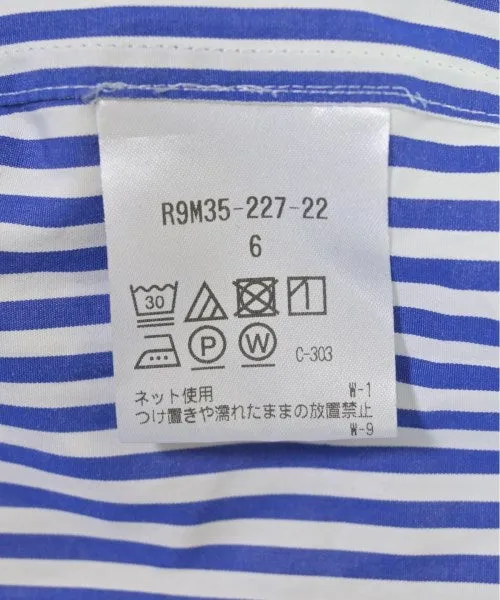 R9M35-227-22
6
30
P W C-303
ネット使用 W-1
つけ置きや濡れたままの放置禁止
W-9